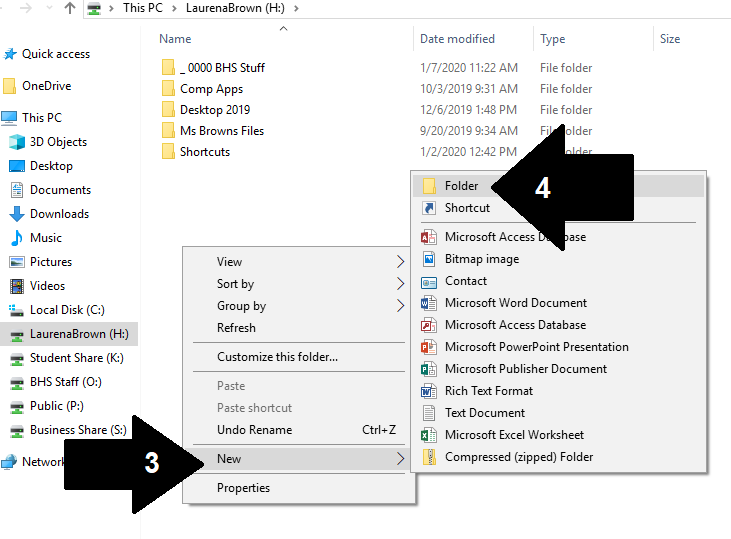 This PC > LaurenaBrown (H:) >
Name Date modified Type Size
Quick access
OneDrive
This PC
3D Objects
Desktop
Documents
Downloads
Music
Pictures
Videos
Local Disk (C:)
LaurenaBrown (H:)
Student Share (K:)
BHS Staff (O:)
Public (P:)
Business Share (S:)
Network
_ 0000 BHS Stuff 1/7/2020 11:22 AM File folder
Comp Apps 10/3/2019 9:31 AM File folder
Desktop 2019 12/6/2019 1:48 PM File folder
Ms Browns Files 9/20/2019 9:34 AM File folder
Shortcuts 1/2/2020 12:42 PM File folder
View
Sort by
Group by
Refresh
Customize this folder...
Paste
Paste shortcut
Undo Rename Ctrl+Z
3 New
Properties
Folder 4
Shortcut
Microsoft Access Database
Bitmap image
Contact
Microsoft Word Document
Microsoft Access Database
Microsoft PowerPoint Presentation
Microsoft Publisher Document
Rich Text Format
Text Document
Microsoft Excel Worksheet
Compressed (zipped) Folder